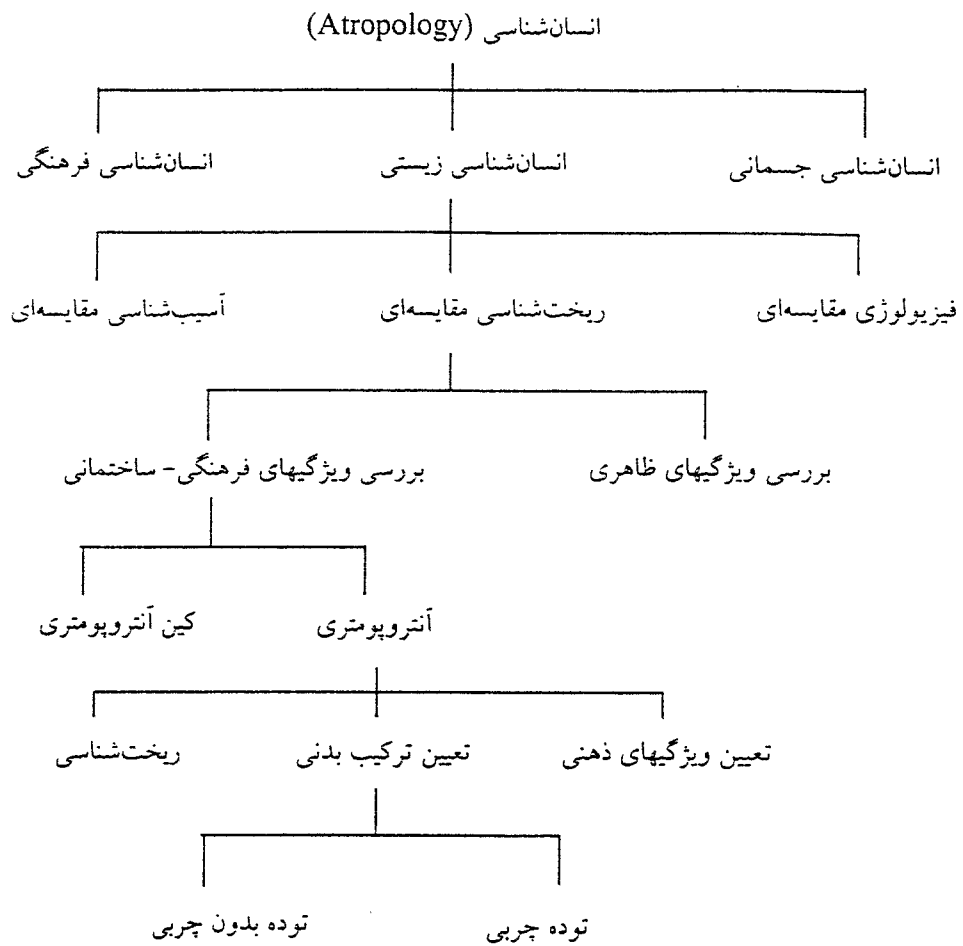 انسان‌شناسی (Atropology)
انسان‌شناسی جسمانی انسان‌شناسی زیستی انسان‌شناسی فرهنگی
فیزیولوژی مقایسه‌ای ریخت‌شناسی مقایسه‌ای آسیب‌شناسی مقایسه‌ای
بررسی ویژگیهای ظاهری بررسی ویژگیهای فرهنگی- ساختمانی
آنتروپومتری کین آنتروپومتری
تعیین ویژگیهای ذهنی تعیین ترکیب بدنی ریخت‌شناسی
توده چربی توده بدون چربی